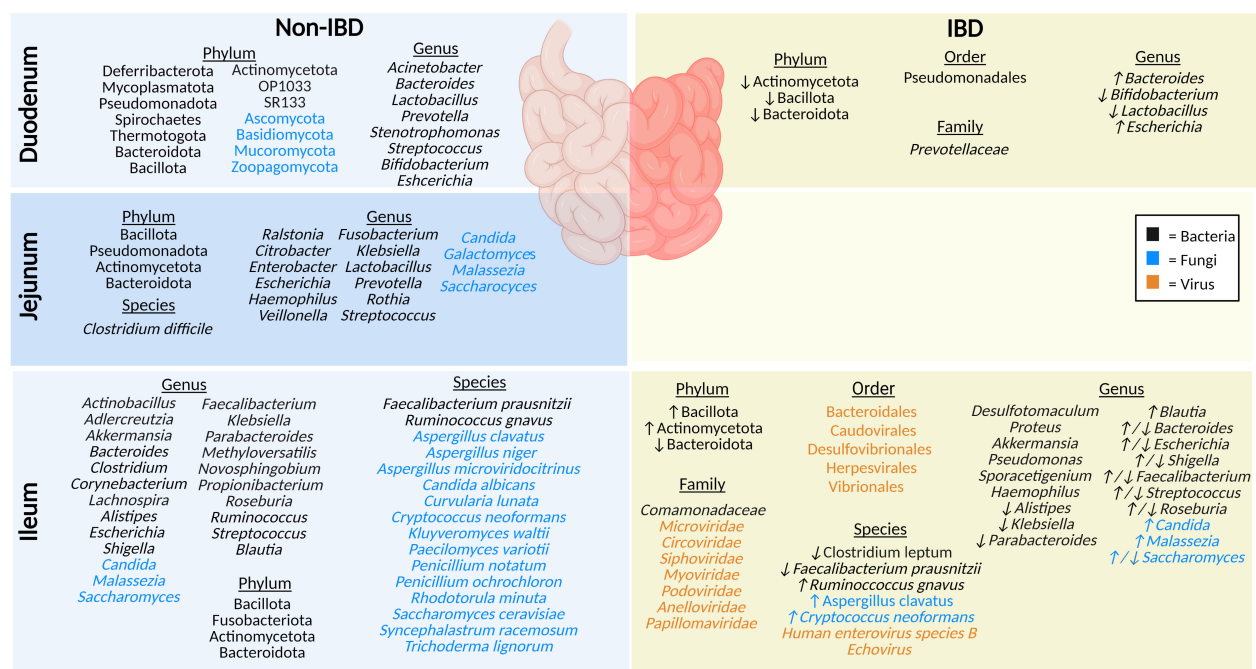 Non-IBD
IBD
Duodenum
Phylum
Deferribacterota
Mycoplasmatota
Pseudomonadota
Spirochaetes
Thermotogota
Bacteroidota
Bacillota
Actinomycetota
OP1033
SR133
Ascomycota
Basidiomycota
Mucoromycota
Zoopagomycota
Genus
Acinetobacter
Bacteroides
Lactobacillus
Prevotella
Stenotrophomonas
Streptococcus
Bifidobacterium
Eshcerichia
Phylum
↓Actinomycetota
↓Bacillota
↓Bacteroidota
Order
Pseudomonadales
Family
Prevotellaceae
Genus
↑Bacteroides
↓Bifidobacterium
↓Lactobacillus
↑Escherichia
Jejunum
Phylum
Bacillota
Pseudomonadota
Actinomycetota
Bacteroidota
Species
Clostridium difficile
Genus
Ralstonia
Citrobacter
Enterobacter
Escherichia
Haemophilus
Veillonella
Fusobacterium
Klebsiella
Lactobacillus
Prevotella
Rothia
Streptococcus
Candida
Galactomyces
Malassezia
Saccharocyces
= Bacteria
= Fungi
= Virus
Ileum
Genus
Actinobacillus
Adlercreutzia
Akkermansia
Bacteroides
Clostridium
Corynebacterium
Lachnospira
Alistipes
Escherichia
Shigella
Candida
Malassezia
Saccharomyces
Faecalibacterium
Klebsiella
Parabacteroides
Methyloversatilis
Novosphingobium
Propionibacterium
Roseburia
Ruminococcus
Streptococcus
Blautia
Phylum
Bacillota
Fusobacteriota
Actinomycetota
Bacteroidota
Species
Faecalibacterium prausnitzii
Ruminococcus gnavus
Aspergillus clavatus
Aspergillus niger
Aspergillus microviridocitrinus
Candida albicans
Curvularia lunata
Cryptococcus neoformans
Kluyveromyces waltii
Paecilomyces variotii
Penicillium notatum
Penicillium ochrochloron
Rhodotorula minuta
Saccharomyces ceravisiae
Syncephalastrum racemosum
Trichoderma lignorum
Phylum
↑Bacillota
↑Actinomycetota
↓Bacteroidota
Family
Comamonadaceae
Microviridae
Circoviridae
Siphoviridae
Myoviridae
Podoviridae
Anelloviridae
Papillomaviridae
Order
Bacteroidales
Caudovirales
Desulfovibrionales
Herpesvirales
Vibrionales
Species
↓Clostridium leptum
↓Faecalibacterium prausnitzii
↑Ruminoccoccus gnavus
↑Aspergillus clavatus
↑Cryptococcus neoformans
Human enterovirus species B
Echovirus
Genus
Desulfotomaculum
Proteus
Akkermansia
Pseudomonas
Sporacetigenium
Haemophilus
↓Alistipes
↓Klebsiella
↓Parabacteroides
↑Blautia
↑/↓Bacteroides
↑/↓Escherichia
↑/↓Shigella
↑/↓Faecalibacterium
↑/↓Streptococcus
↑/↓Roseburia
↑Candida
↑Malassezia
↑/↓Saccharomyces